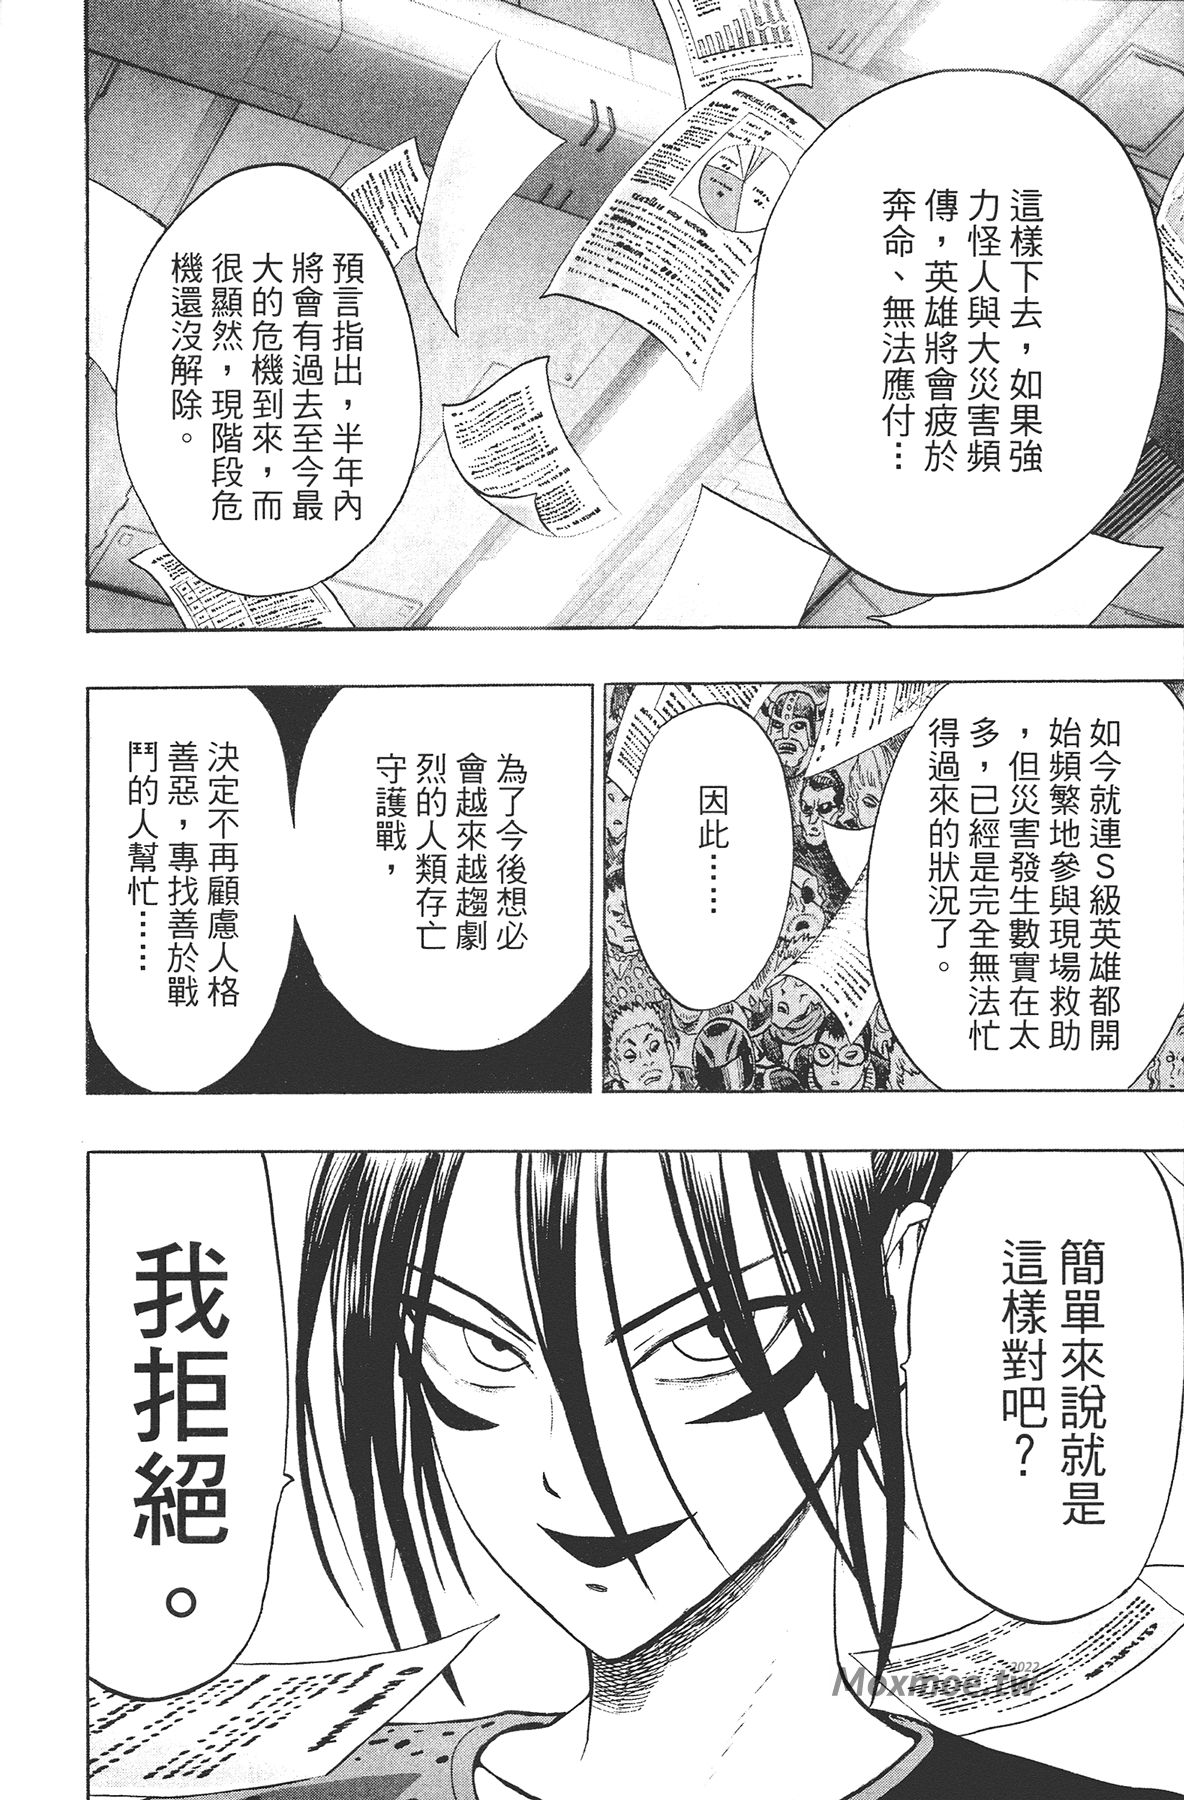 這樣下去，如果強
力怪人與大災害頻
傳，英雄將會疲於
奔命、無法應付…
預言指出，半年內
將會有過去至今最
大的危機到來，而
很顯然，現階段危
機還沒解除。
如今就連S級英雄都開
始頻繁地參與現場救助
，但災害發生數實在太
多，已經是完全無法忙
得過來的狀況了。
因此……
為了今後想必
會越來越趨劇
烈的人類存亡
守護戰，
決定不再顧慮人格
善惡，專找善於戰
鬥的人幫忙……
簡單來說就是
這樣對吧？
我拒絕。
2022
Moxmoe.tw